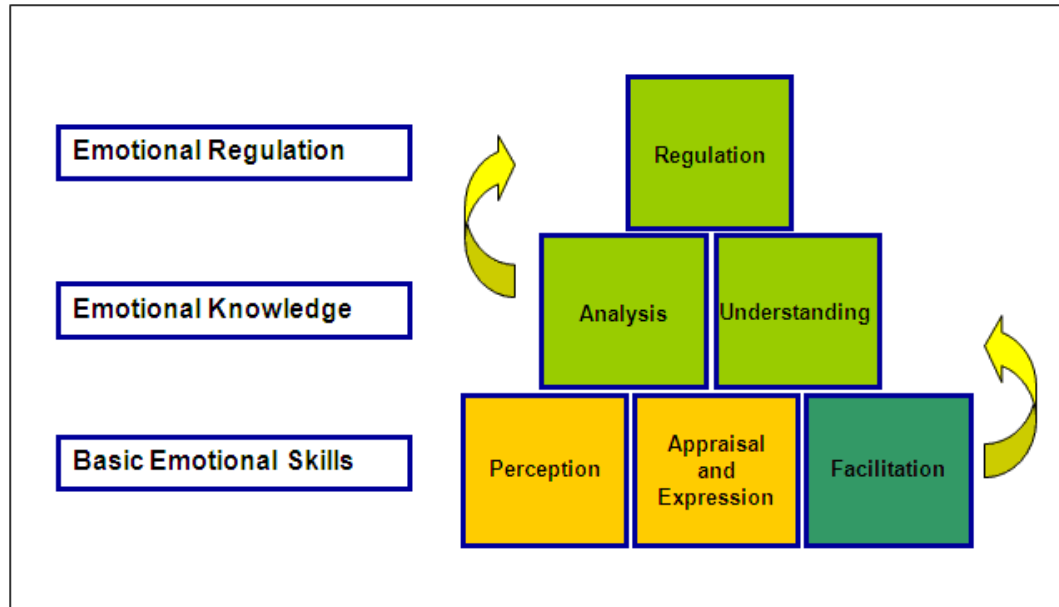 Emotional Regulation
Regulation
Emotional Knowledge
Analysis
Understanding
Basic Emotional Skills
Perception
Appraisal
and
Expression
Facilitation